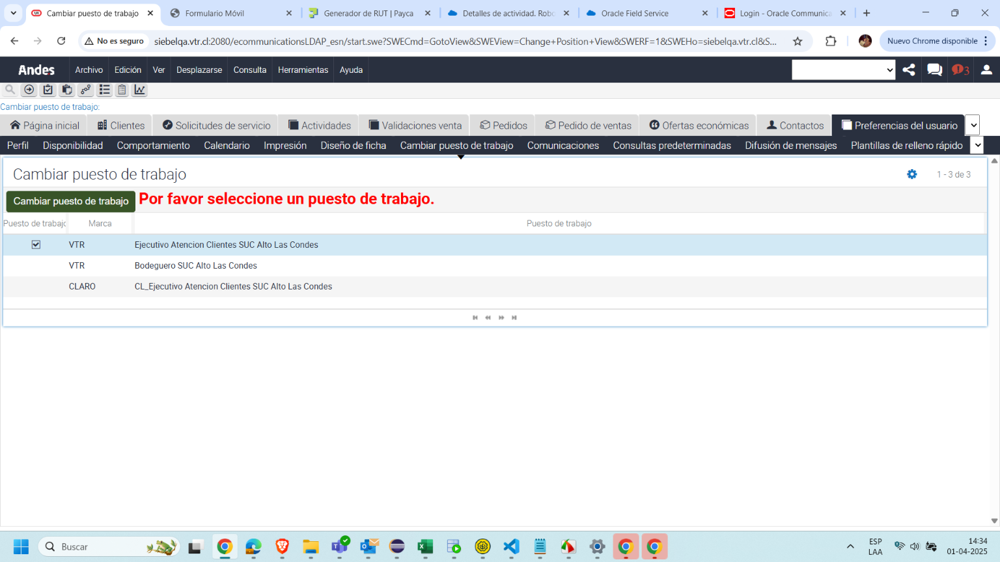 Cambiar puesto de trabajo
Formulario Móvil
Generador de RUT | Payca
Detalles de actividad. Robo
Oracle Field Service
Login - Oracle Communica
No es seguro
siebelqa.vtr.cl:2080/ecommunicationsLDAP_esn/start.swe?SWECmd=GotoView&SWEView=Change+Position+View&SWERF=1&SWEHo=siebelqa.vtr.cl&S...
Nuevo Chrome disponible
Andes
Archivo
Edición
Ver
Desplazarse
Consulta
Herramientas
Ayuda
3
Cambiar puesto de trabajo:
Página inicial
Clientes
Solicitudes de servicio
Actividades
Validaciones venta
Pedidos
Pedido de ventas
Ofertas económicas
Contactos
Preferencias del usuario
Perfil
Disponibilidad
Comportamiento
Calendario
Impresión
Diseño de ficha
Cambiar puesto de trabajo
Comunicaciones
Consultas predeterminadas
Difusión de mensajes
Plantillas de relleno rápido
Cambiar puesto de trabajo
1 - 3 de 3
Cambiar puesto de trabajo
Por favor seleccione un puesto de trabajo.
Puesto de trabajo
Marca
Puesto de trabajo
VTR
Ejecutivo Atencion Clientes SUC Alto Las Condes
VTR
Bodeguero SUC Alto Las Condes
CLARO
CL_Ejecutivo Atencion Clientes SUC Alto Las Condes
Buscar
ESP
LAA
14:34
01-04-2025